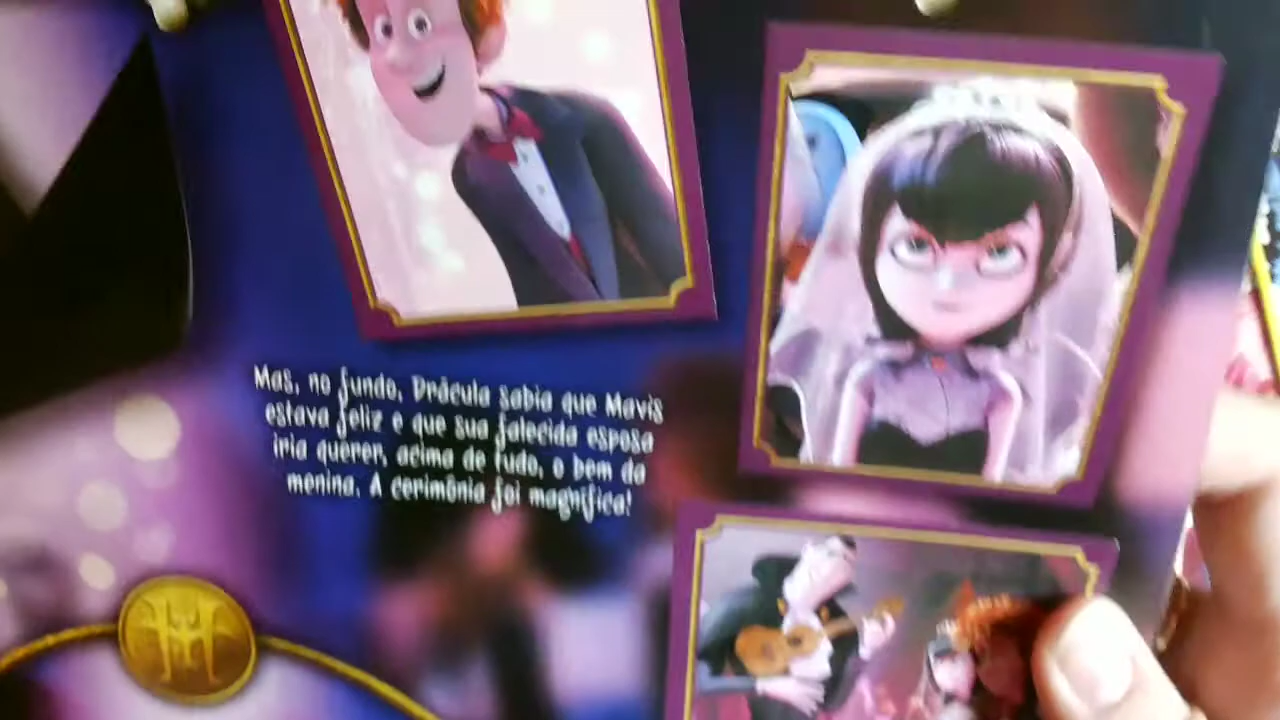 Mas, no fundo, Drácula sabia que Mavis
estava feliz e que sua falecida esposa
iria querer, acima de tudo, o bem da
menina. A cerimônia foi magnífica!
H